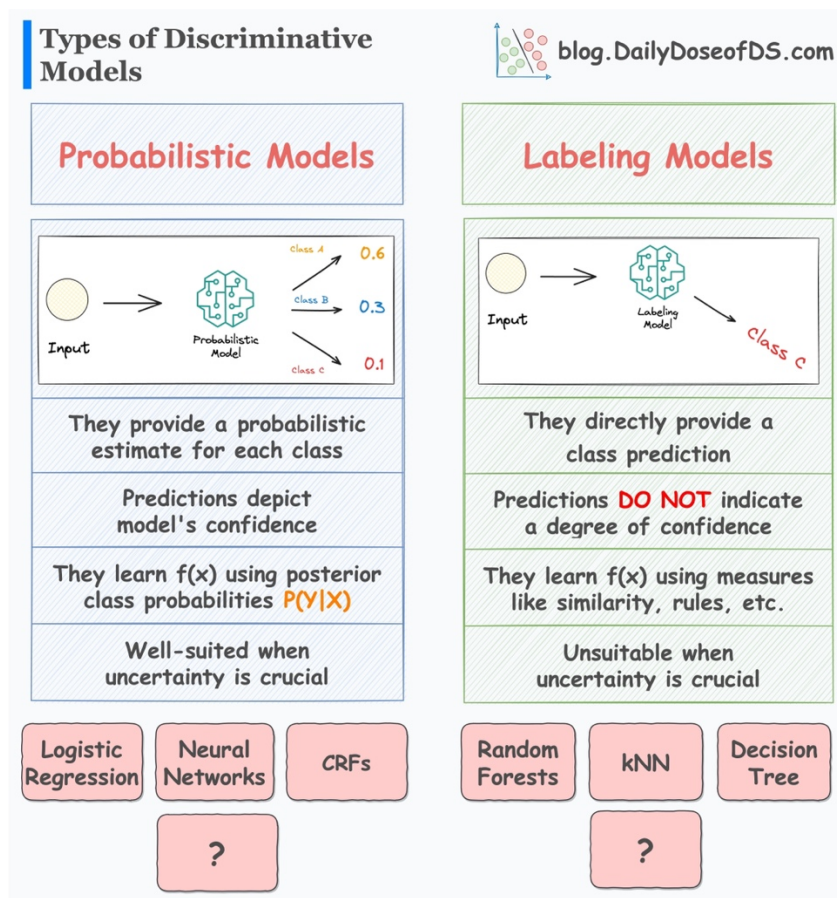 Types of Discriminative
Models
blog.DailyDoseofDS.com
Probabilistic Models
Input
Probabilistic
Model
Class A
0.6
Class B
0.3
Class C
0.1
They provide a probabilistic
estimate for each class
Predictions depict
model's confidence
They learn f(x) using posterior
class probabilities P(Y|X)
Well-suited when
uncertainty is crucial
Logistic
Regression
Neural
Networks
CRFs
?
Labeling Models
Input
Labeling
Model
Class C
They directly provide a
class prediction
Predictions DO NOT indicate
a degree of confidence
They learn f(x) using measures
like similarity, rules, etc.
Unsuitable when
uncertainty is crucial
Random
Forests
kNN
Decision
Tree
?